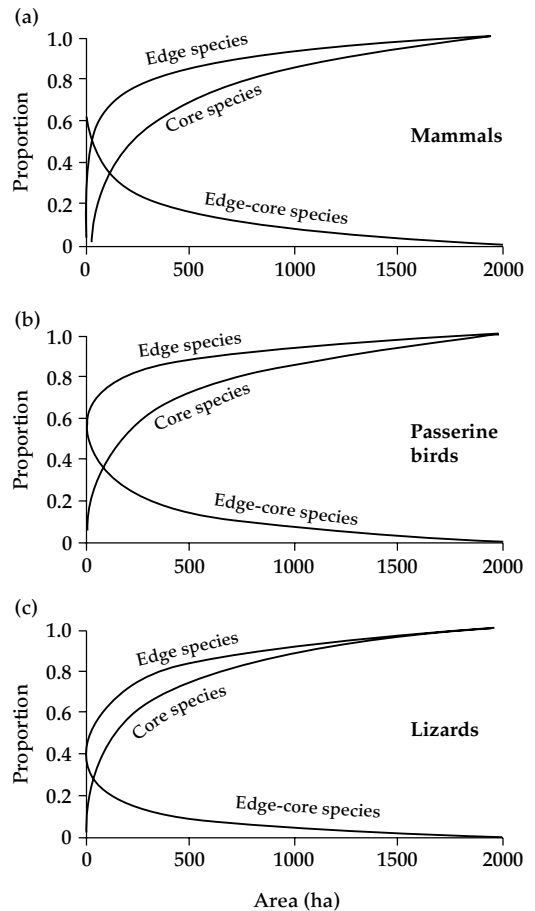 (a)
1.0
0.8
0.6
0.4
0.2
0
Proportion
Edge species
Core species
Mammals
Edge-core species
0 500 1000 1500 2000
(b)
1.0
0.8
0.6
0.4
0.2
0
Proportion
Edge species
Core species
Passerine
birds
Edge-core species
0 500 1000 1500 2000
(c)
1.0
0.8
0.6
0.4
0.2
0
Proportion
Edge species
Core species
Lizards
Edge-core species
0 500 1000 1500 2000
Area (ha)